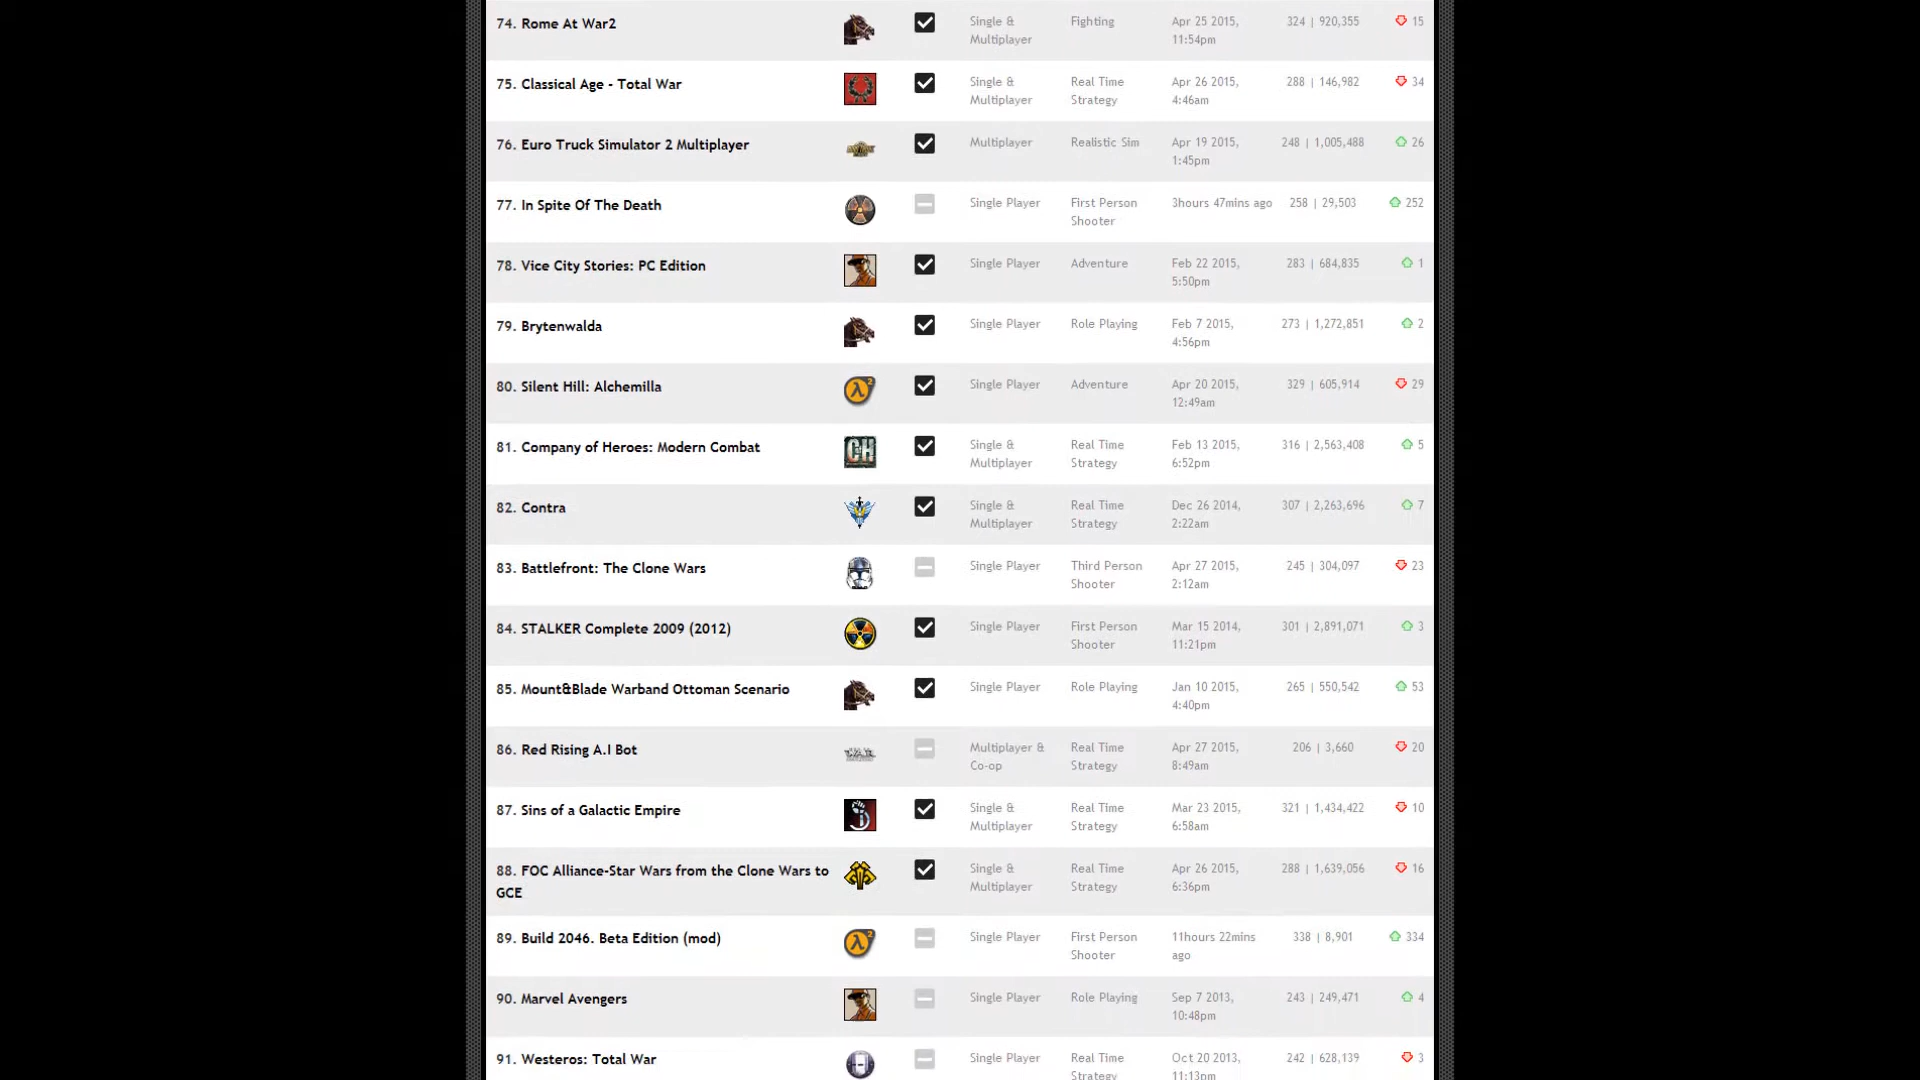 74. Rome At War2 Single & Fighting Apr 25 2015, 324 | 920,355 15
Multiplayer 11:54pm
75. Classical Age - Total War Single & Real Time Apr 26 2015, 288 | 146,982 34
Multiplayer Strategy 4:46am
76. Euro Truck Simulator 2 Multiplayer Multiplayer Realistic Sim Apr 19 2015, 248 | 1,005,488 26
1:45pm
77. In Spite Of The Death Single Player First Person 3hours 47mins ago 258 | 29,503 252
Shooter
78. Vice City Stories: PC Edition Single Player Adventure Feb 22 2015, 283 | 684,835 1
5:50pm
79. Brytenwalda Single Player Role Playing Feb 7 2015, 273 | 1,272,851 2
4:56pm
80. Silent Hill: Alchemilla Single Player Adventure Apr 20 2015, 329 | 605,914 29
12:49am
81. Company of Heroes: Modern Combat CH Single & Real Time Feb 13 2015, 316 | 2,563,408 5
Multiplayer Strategy 6:52pm
82. Contra Single & Real Time Dec 26 2014, 307 | 2,263,696 7
Multiplayer Strategy 2:22am
83. Battlefront: The Clone Wars Single Player Third Person Apr 27 2015, 245 | 304,097 23
Shooter 2:12am
84. STALKER Complete 2009 (2012) Single Player First Person Mar 15 2014, 301 | 2,891,071 3
Shooter 11:21pm
85. Mount&Blade Warband Ottoman Scenario Single Player Role Playing Jan 10 2015, 265 | 550,542 53
4:40pm
86. Red Rising A.I Bot Multiplayer & Real Time Apr 27 2015, 206 | 3,660 20
Co-op Strategy 8:49am
87. Sins of a Galactic Empire Single & Real Time Mar 23 2015, 321 | 1,434,422 10
Multiplayer Strategy 6:58am
88. FOC Alliance-Star Wars from the Clone Wars to Single & Real Time Apr 26 2015, 288 | 1,639,056 16
GCE Multiplayer Strategy 6:36pm
89. Build 2046. Beta Edition (mod) Single Player First Person 11hours 22mins 338 | 8,901 334
Shooter ago
90. Marvel Avengers Single Player Role Playing Sep 7 2013, 243 | 249,471 4
10:48pm
91. Westeros: Total War Single Player Real Time Oct 20 2013, 242 | 628,139 3
Strategy 11:13pm